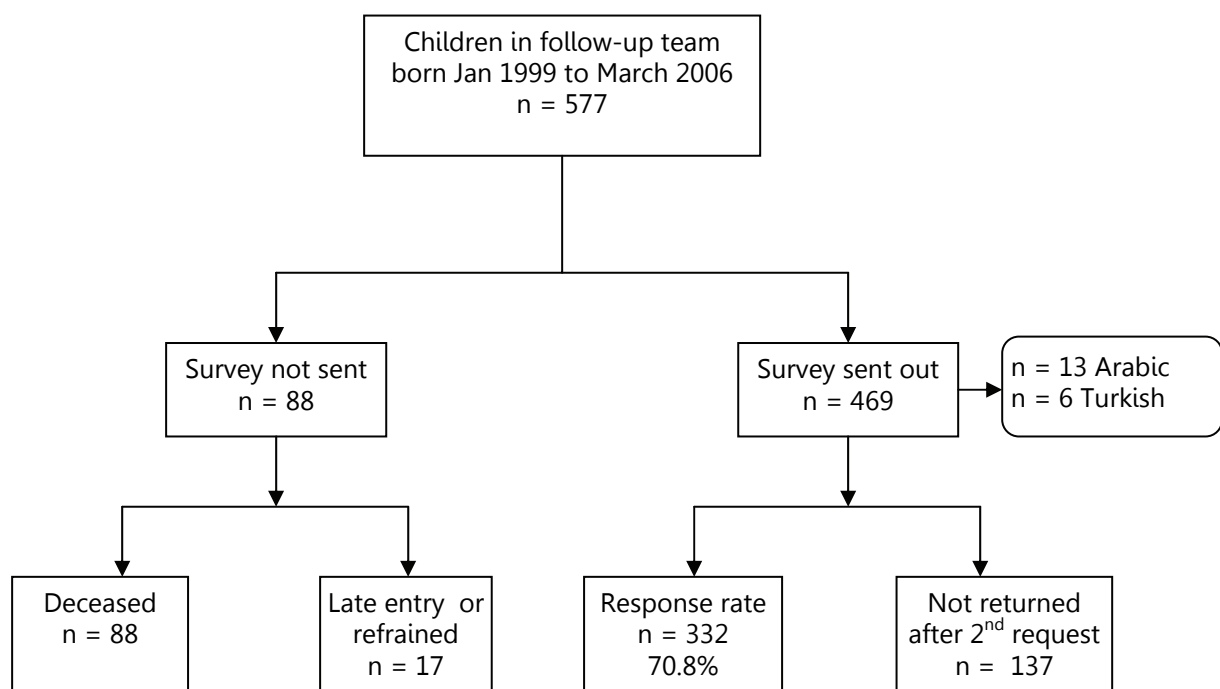 Children in follow-up team
born Jan 1999 to March 2006
n = 577
Survey not sent
n = 88
Survey sent out
n = 469
n = 13 Arabic
n = 6 Turkish
Deceased
n = 88
Late entry or
refrained
n = 17
Response rate
n = 332
70.8%
Not returned
after 2nd request
n = 137